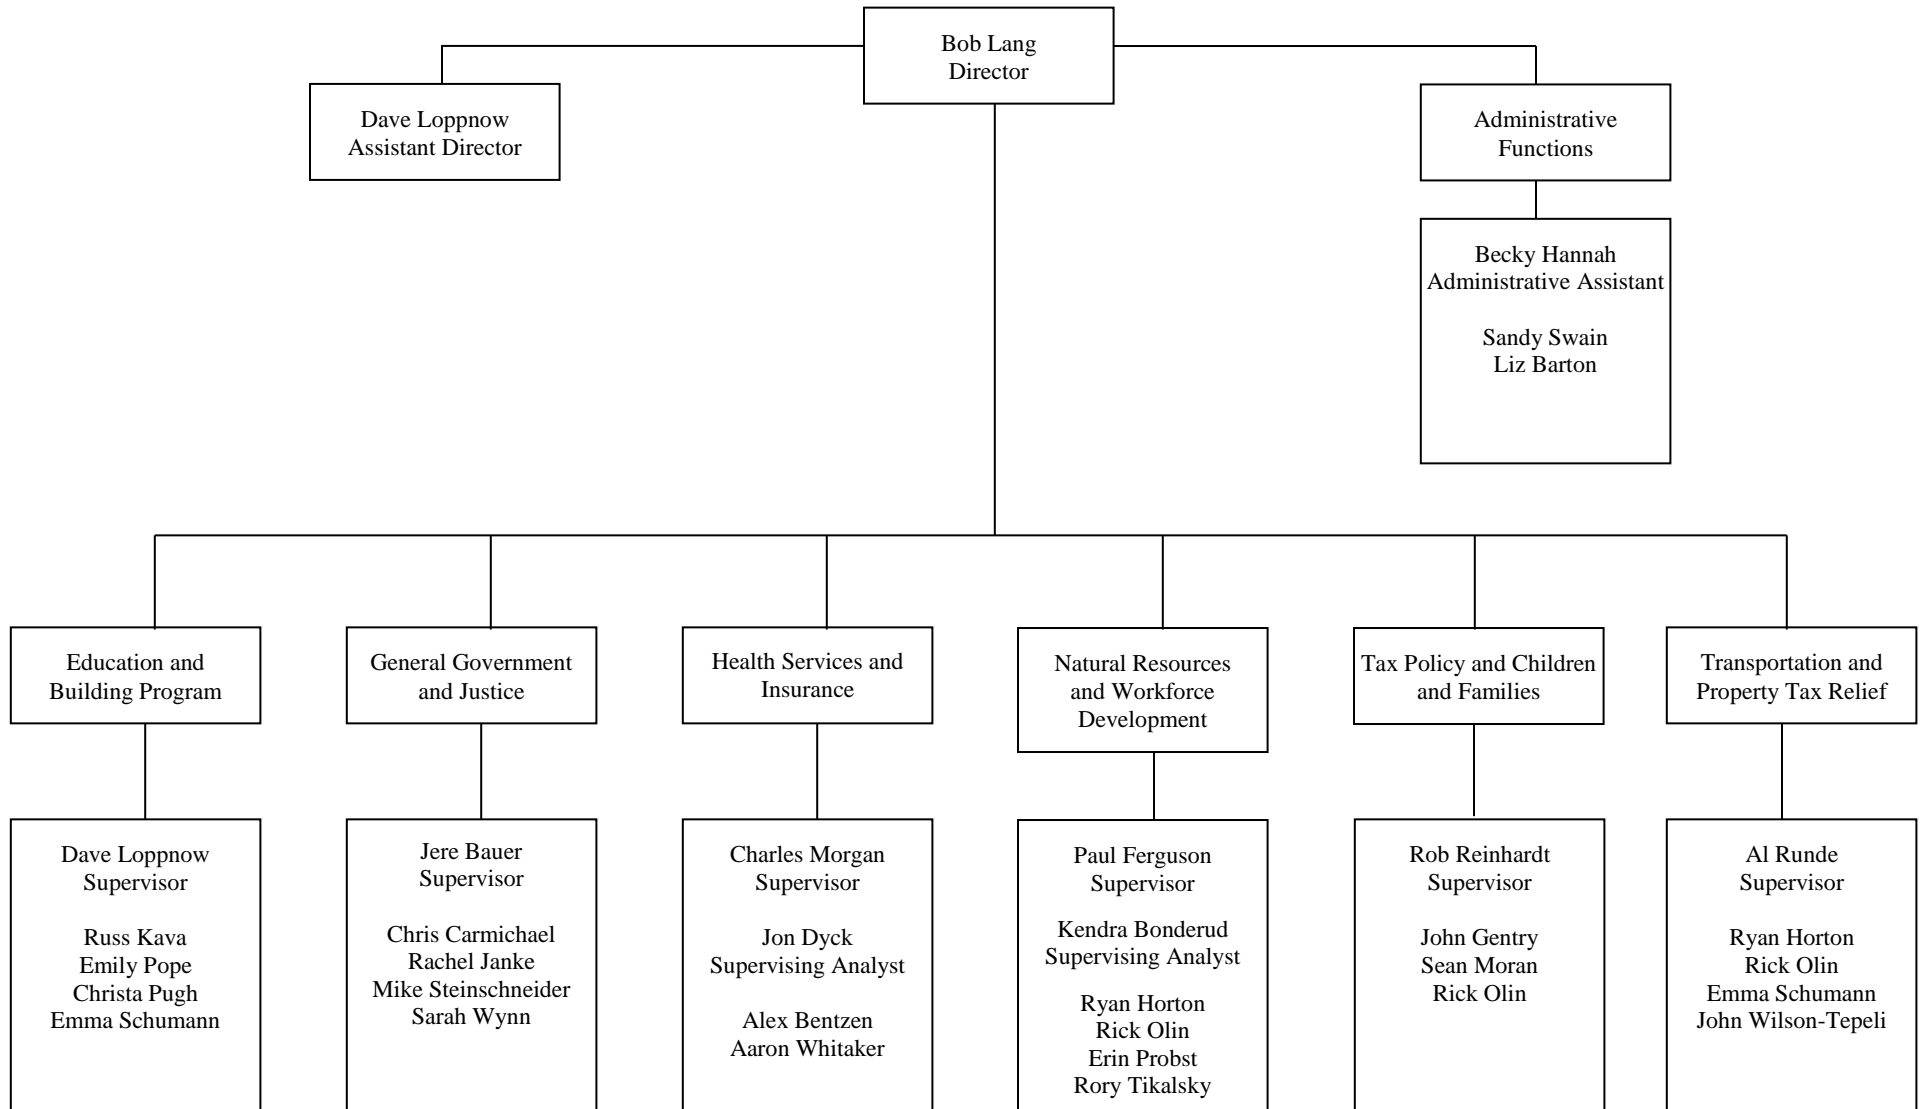 Bob Lang
Director
Dave Loppnow
Assistant Director
Administrative
Functions
Becky Hannah
Administrative Assistant
Sandy Swain
Liz Barton
Education and
Building Program
General Government
and Justice
Health Services and
Insurance
Natural Resources
and Workforce
Development
Tax Policy and Children
and Families
Transportation and
Property Tax Relief
Dave Loppnow
Supervisor
Russ Kava
Emily Pope
Christa Pugh
Emma Schumann
Jere Bauer
Supervisor
Chris Carmichael
Rachel Janke
Mike Steinschneider
Sarah Wynn
Charles Morgan
Supervisor
Jon Dyck
Supervising Analyst
Alex Bentzen
Aaron Whitaker
Paul Ferguson
Supervisor
Kendra Bonderud
Supervising Analyst
Ryan Horton
Rick Olin
Erin Probst
Rory Tikalsky
Rob Reinhardt
Supervisor
John Gentry
Sean Moran
Rick Olin
Al Runde
Supervisor
Ryan Horton
Rick Olin
Emma Schumann
John Wilson-Tepeli